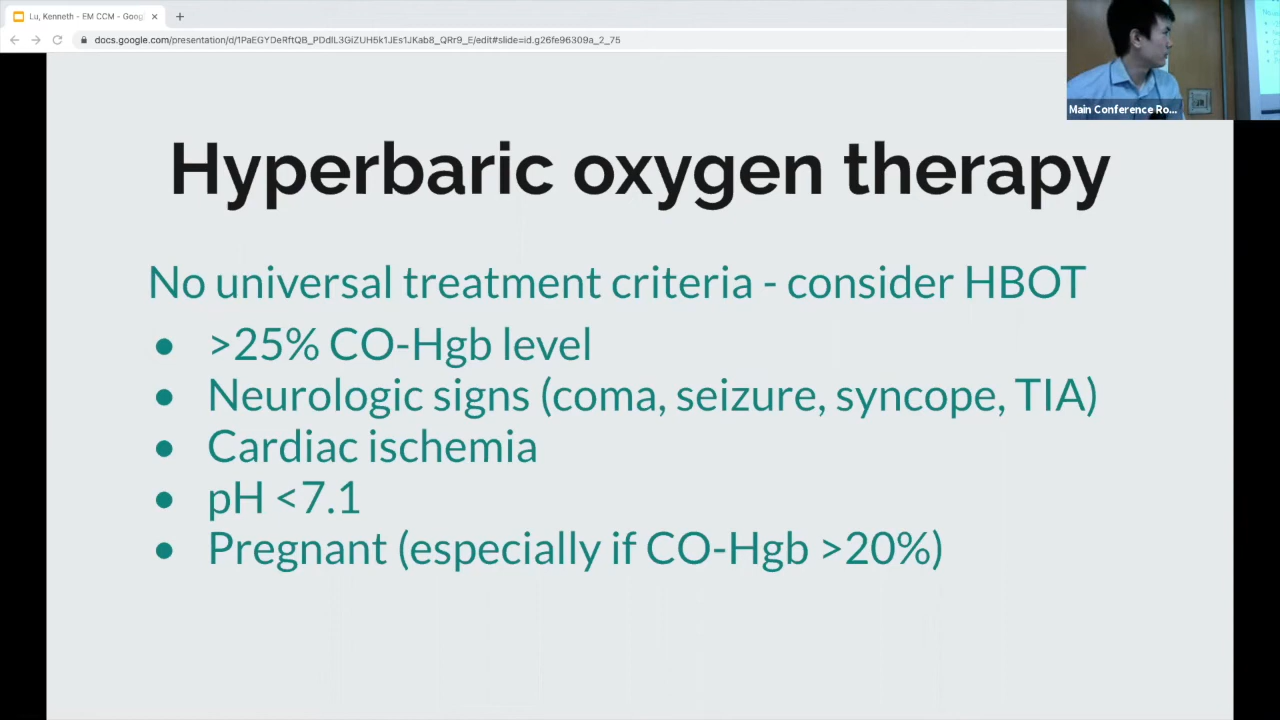 Lu, Kenneth - EM CCM - Goog
docs.google.com/presentation/d/1PaEGYDeRftQB_PDdlL3GiZUH5k1JEs1JKab8_QRr9_E/edit#slide=id.g26fe96309a_2_75
Main Conference Ro...
Hyperbaric oxygen therapy
No universal treatment criteria - consider HBOT
● >25% CO-Hgb level
● Neurologic signs (coma, seizure, syncope, TIA)
● Cardiac ischemia
● pH <7.1
● Pregnant (especially if CO-Hgb >20%)